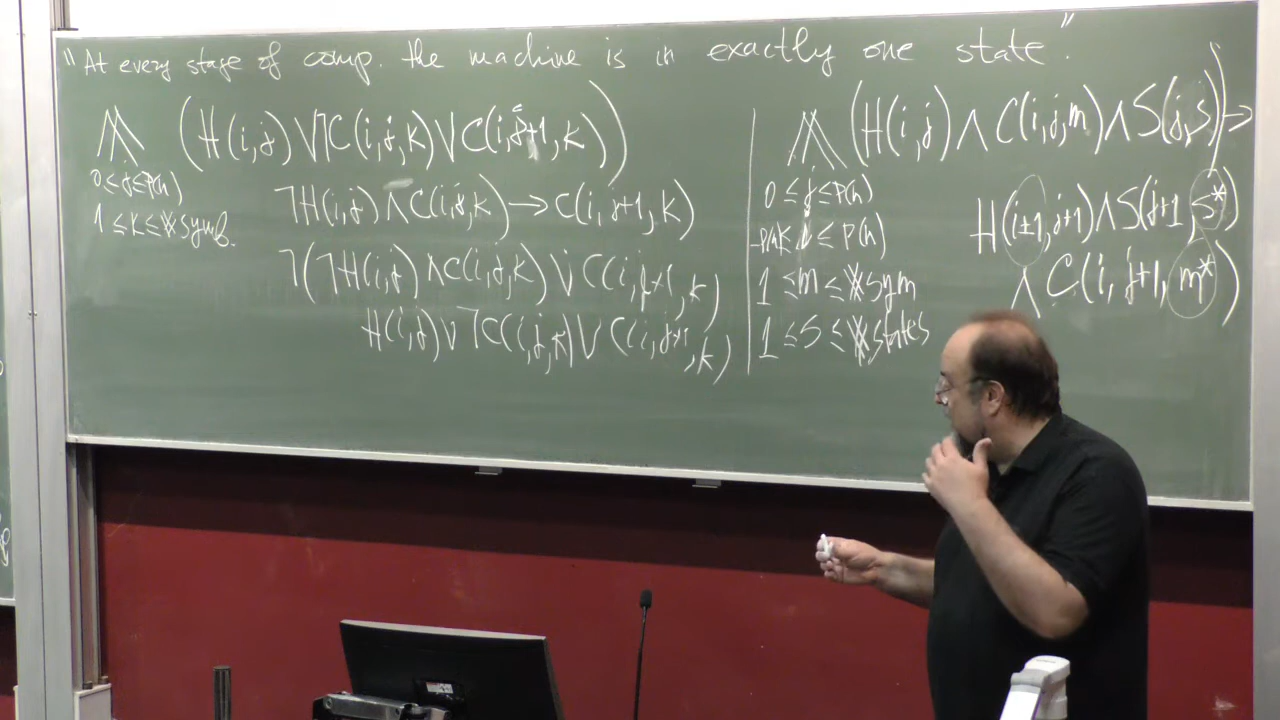 "At every stage of comp. the machine is in exactly one state."
⋀ (H(i,j) ∨ ¬C(i,j,k) ∨ C(i,j+1,k))
0 ≤ j ≤ p(n)
1 ≤ k ≤ # symb.
¬H(i,j) ∧ C(i,j,k) → C(i,j+1,k)
¬(¬H(i,j) ∧ C(i,j,k)) ∨ C(i,j+1,k)
H(i,j) ∨ ¬C(i,j,k) ∨ C(i,j+1,k)
⋀ (H(i,j) ∧ C(i,j,m) ∧ S(j,s)) →
H(i±1,j+1) ∧ S(j+1,s*)
∧ C(i,j+1,m*))
0 ≤ j ≤ p(n)
≤ p(n)
1 ≤ m ≤ # sym
1 ≤ s ≤ # states